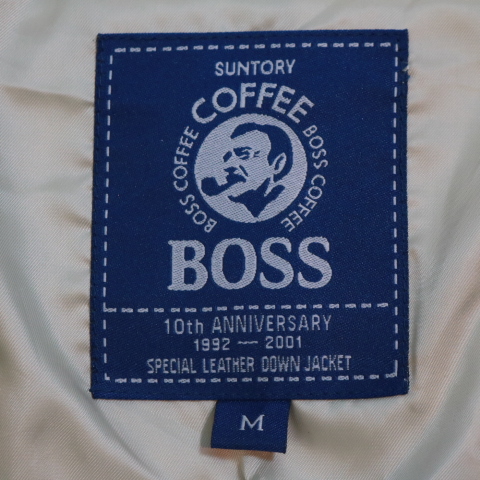 SUNTORY
COFFEE
BOSS COFFEE
BOSS COFFEE
BOSS
10th ANNIVERSARY
1992 — 2001
SPECIAL LEATHER DOWN JACKET
M